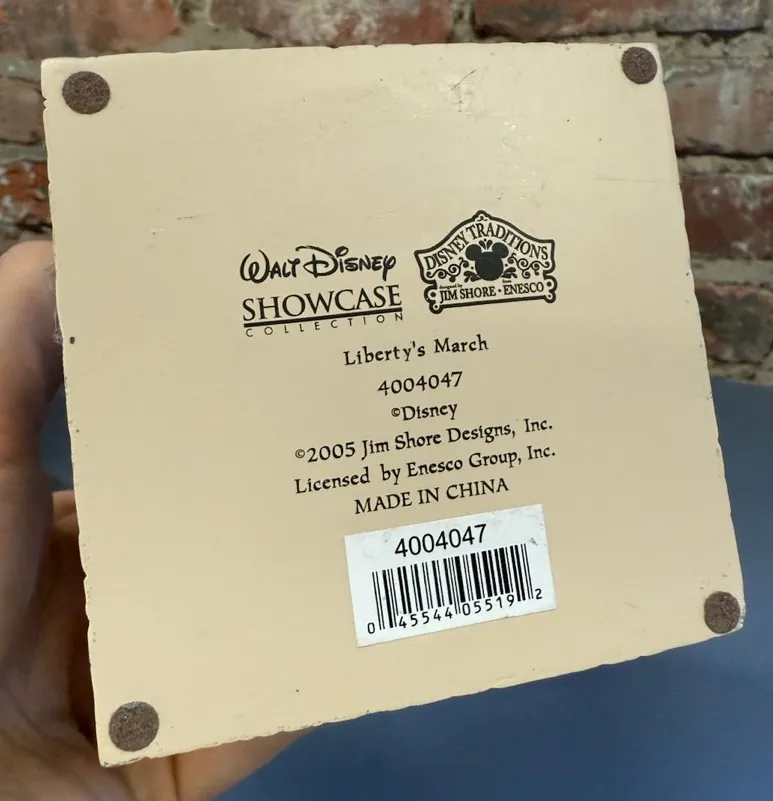 WALT DISNEY
SHOWCASE
COLLECTION
DISNEY TRADITIONS
designed by from
JIM SHORE • ENESCO
Liberty's March
4004047
©Disney
©2005 Jim Shore Designs, Inc.
Licensed by Enesco Group, Inc.
MADE IN CHINA
4004047
0 45544 05519 2